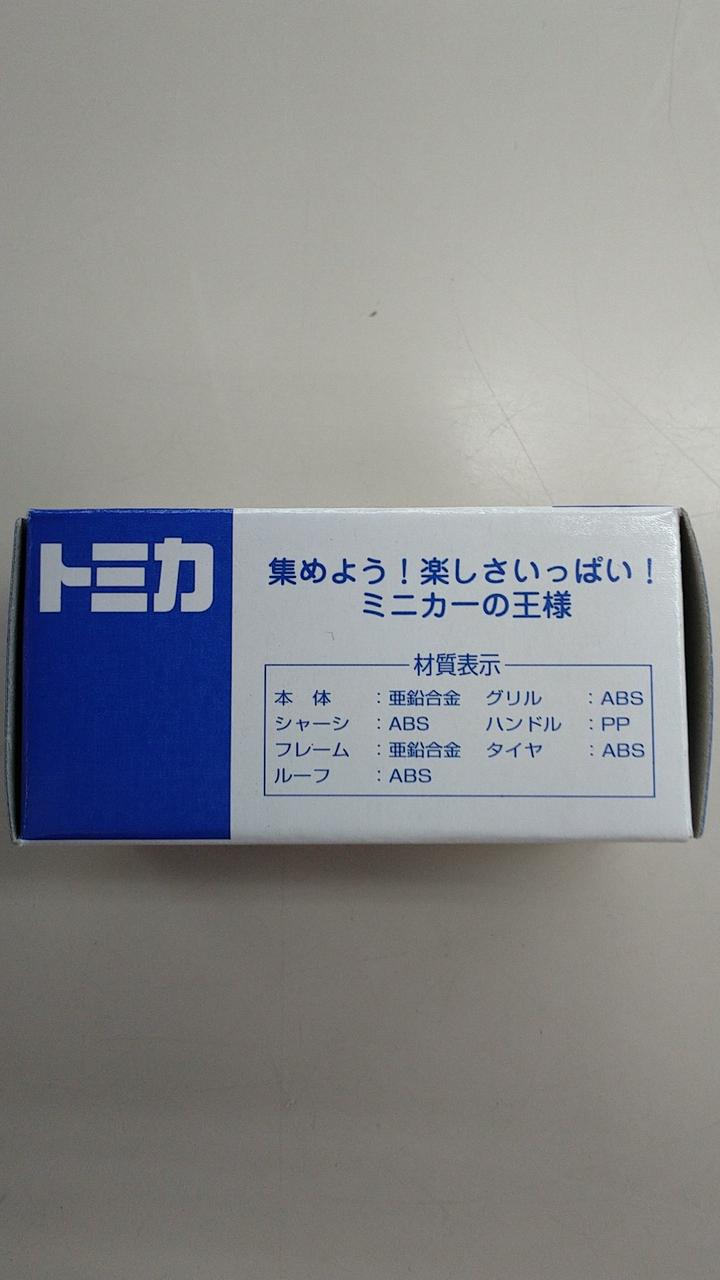 トミカ
集めよう！楽しさいっぱい！
ミニカーの王様
材質表示
本 体 ：亜鉛合金 グリル ：ABS
シャーシ ：ABS ハンドル ：PP
フレーム ：亜鉛合金 タイヤ ：ABS
ルーフ ：ABS